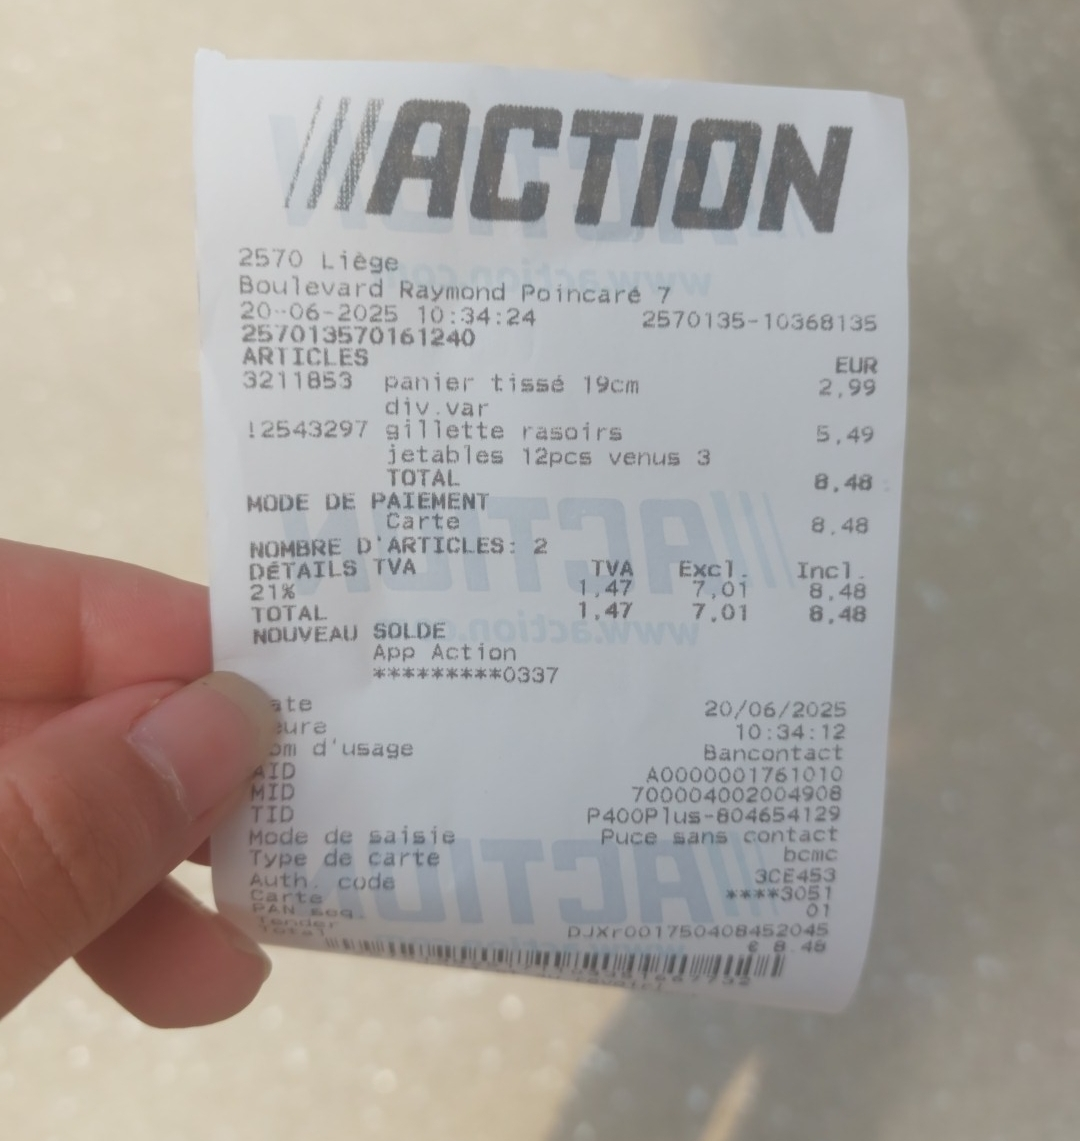 ///ACTION
2570 Liège
Boulevard Raymond Poincaré 7
20-06-2025 10:34:24 2570135-10368135
257013570161240
ARTICLES EUR
3211853 panier tissé 19cm 2,99
div.var
!2543297 gillette rasoirs 5,49
jetables 12pcs venus 3
TOTAL 8,48
MODE DE PAIEMENT
Carte 8,48
NOMBRE D'ARTICLES: 2
DÉTAILS TVA TVA Excl. Incl.
21% 1,47 7,01 8,48
TOTAL 1,47 7,01 8,48
NOUVEAU SOLDE
App Action
*********0337
ate 20/06/2025
eure 10:34:12
om d'usage Bancontact
AID A0000001761010
MID 700004002004908
TID P400Plus-804654129
Mode de saisie Puce sans contact
Type de carte bcmc
Auth. code 3CE453
Carte ****3051
PAN seq. 01
Tender DJXr001750408452045
Total € 8.48